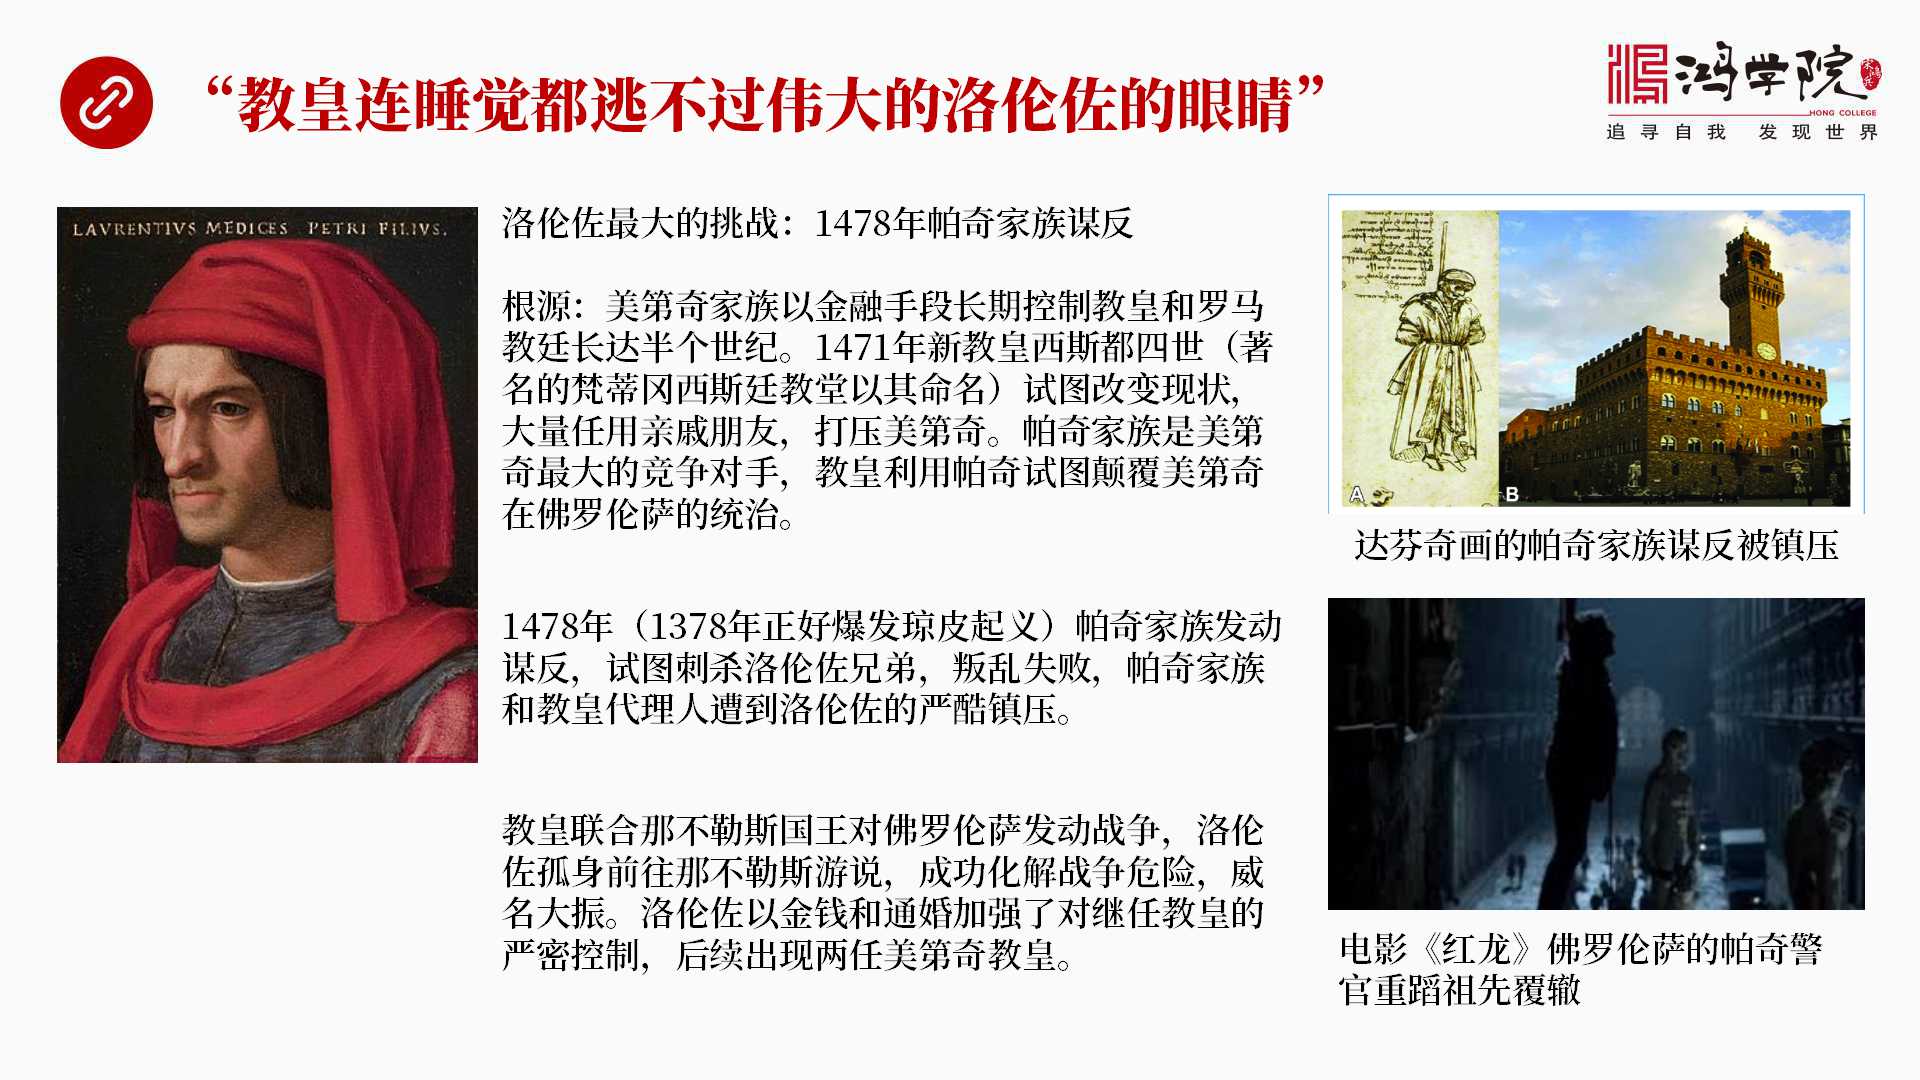 “教皇连睡觉都逃不过伟大的洛伦佐的眼睛”
鸿学院
HONG COLLEGE
追寻自我 发现世界
LAVRENTIVS MEDICES PETRI FILIVS.
洛伦佐最大的挑战：1478年帕奇家族谋反
根源：美第奇家族以金融手段长期控制教皇和罗马
教廷长达半个世纪。1471年新教皇西斯都四世（著
名的梵蒂冈西斯廷教堂以其命名）试图改变现状，
大量任用亲戚朋友，打压美第奇。帕奇家族是美第
奇最大的竞争对手，教皇利用帕奇试图颠覆美第奇
在佛罗伦萨的统治。
1478年（1378年正好爆发琼皮起义）帕奇家族发动
谋反，试图刺杀洛伦佐兄弟，叛乱失败，帕奇家族
和教皇代理人遭到洛伦佐的严酷镇压。
教皇联合那不勒斯国王对佛罗伦萨发动战争，洛伦
佐孤身前往那不勒斯游说，成功化解战争危险，威
名大振。洛伦佐以金钱和通婚加强了对继任教皇的
严密控制，后续出现两任美第奇教皇。
A
B
达芬奇画的帕奇家族谋反被镇压
电影《红龙》佛罗伦萨的帕奇警
官重蹈祖先覆辙